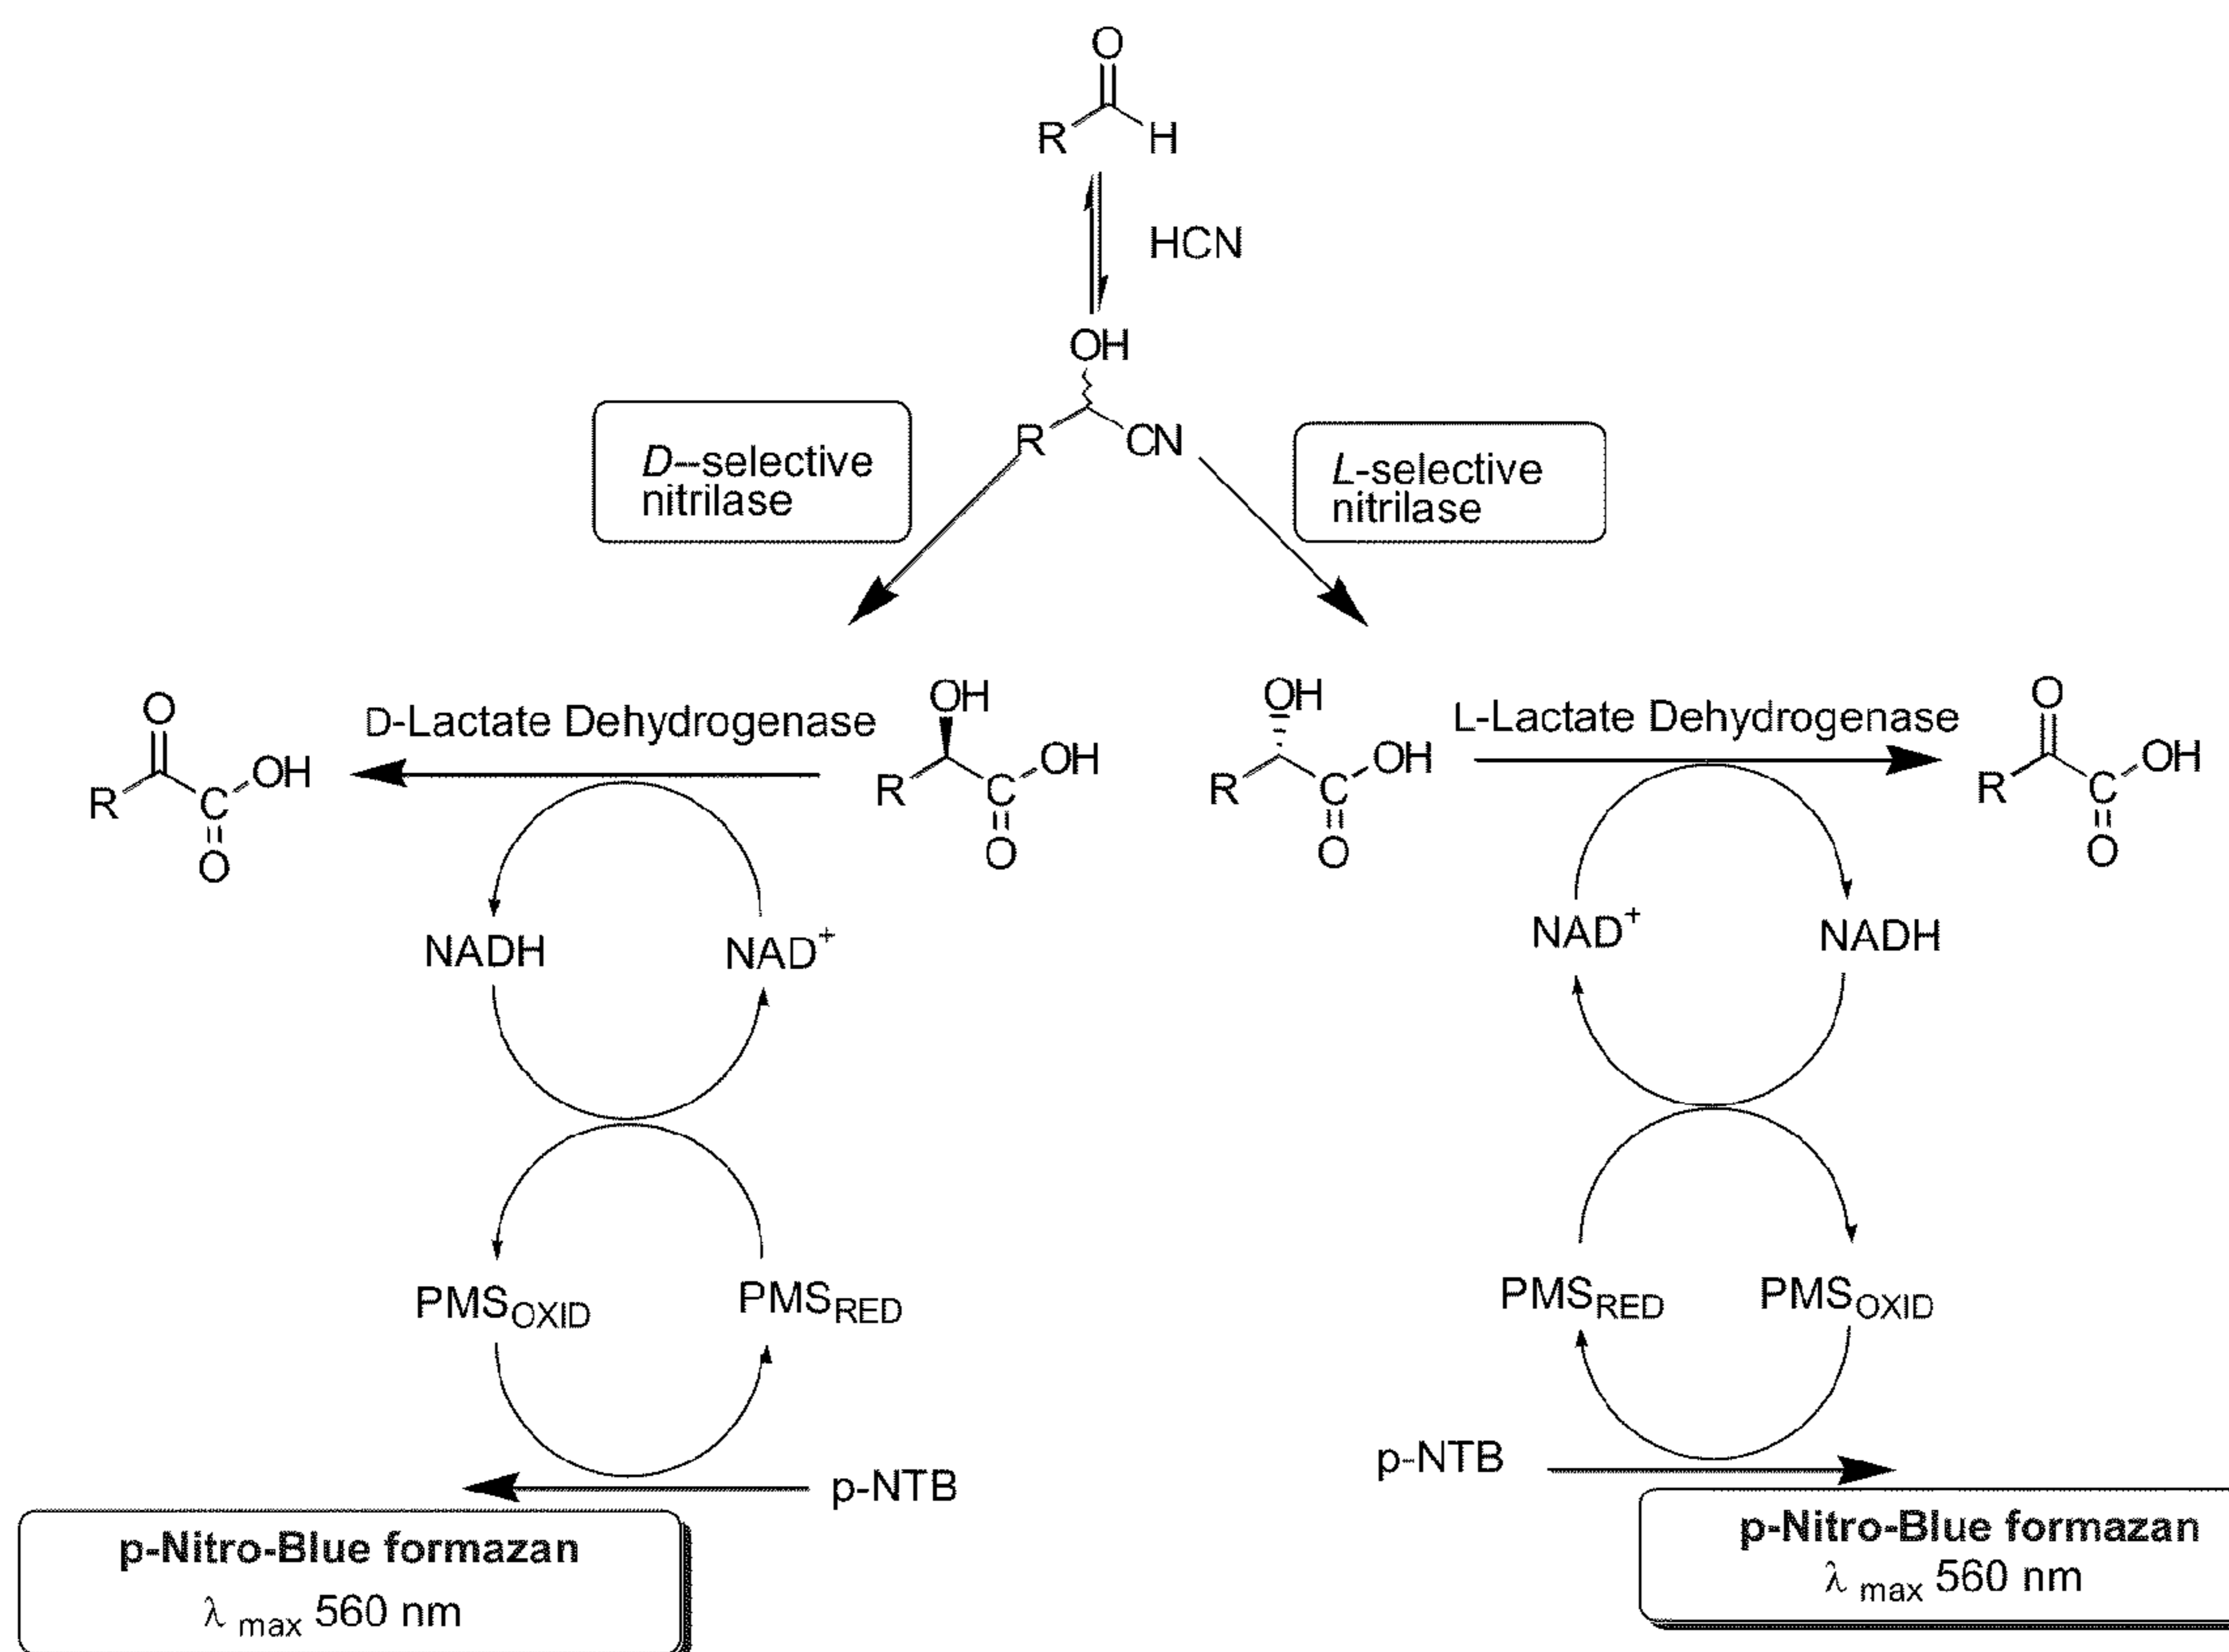 O
R H
HCN
OH
R CN
D--selective
nitrilase
L-selective
nitrilase
O
R C OH
O
D-Lactate Dehydrogenase
OH
R C OH
O
OH
R C OH
O
L-Lactate Dehydrogenase
O
R C OH
O
NADH
NAD+
NAD+
NADH
PMSOXID
PMSRED
PMSRED
PMSOXID
p-NTB
p-NTB
p-Nitro-Blue formazan
λ max 560 nm
p-Nitro-Blue formazan
λ max 560 nm